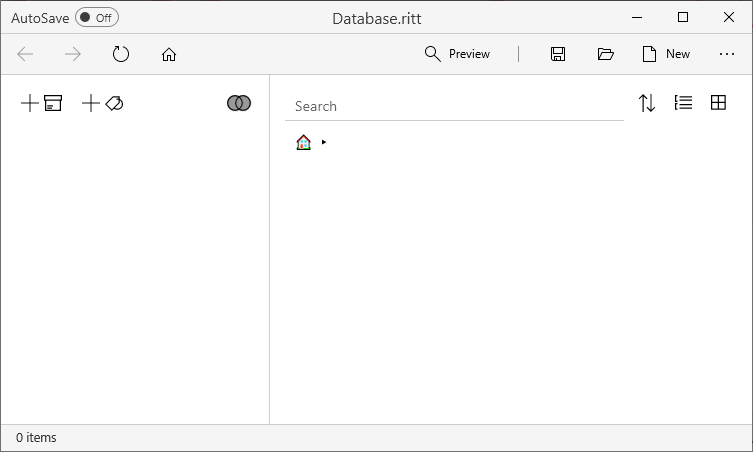 AutoSave Off Database.ritt
Preview New
Search
0 items